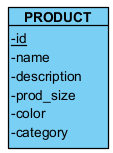 PRODUCT
-id
-name
-description
-prod_size
-color
-category